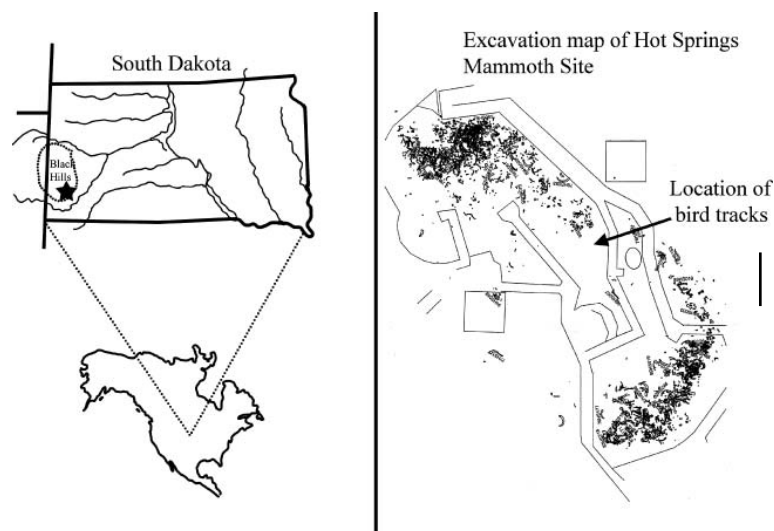 South Dakota
Black
Hills
Excavation map of Hot Springs
Mammoth Site
Location of
bird tracks